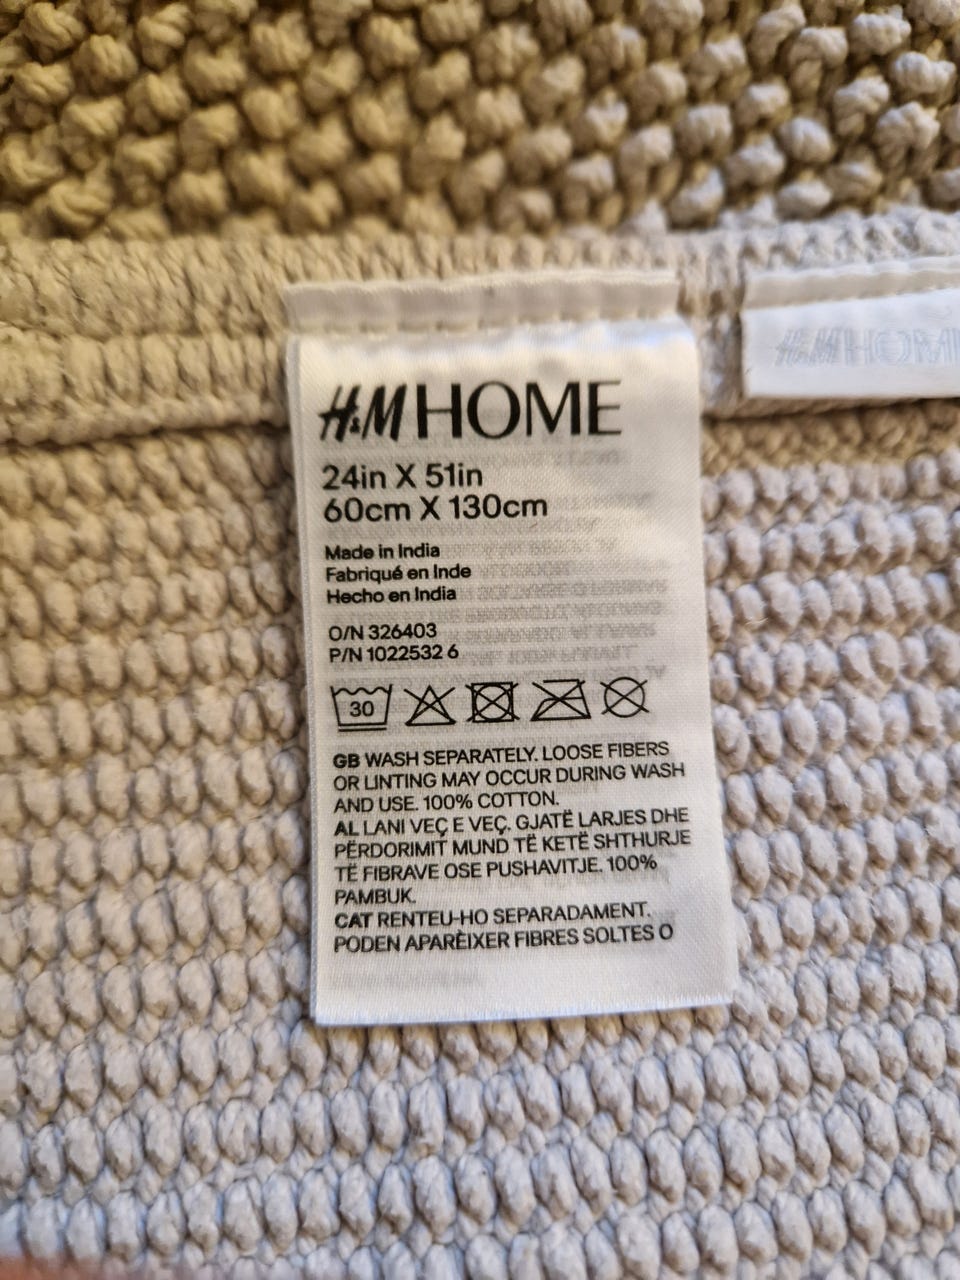 H&M HOME
24in X 51in
60cm X 130cm
Made in India
Fabriqué en Inde
Hecho en India
O/N 326403
P/N 1022532 6
30
GB WASH SEPARATELY. LOOSE FIBERS
OR LINTING MAY OCCUR DURING WASH
AND USE. 100% COTTON.
AL LANI VEÇ E VEÇ. GJATË LARJES DHE
PËRDORIMIT MUND TË KETË SHTHURJE
TË FIBRAVE OSE PUSHAVITJE. 100%
PAMBUK.
CAT RENTEU-HO SEPARADAMENT.
PODEN APARÈIXER FIBRES SOLTES O
H&M HOME